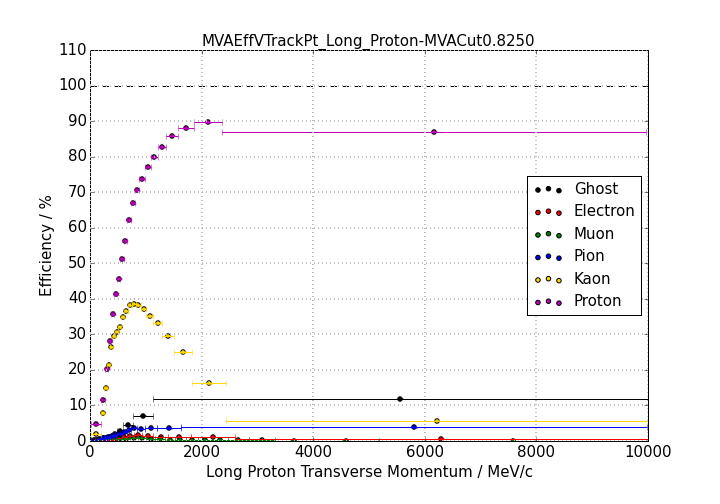 MVAEffVTrackPt_Long_Proton-MVACut0.8250
110
100
90
80
70
60
50
40
30
20
10
0
Efficiency / %
Ghost
Electron
Muon
Pion
Kaon
Proton
0 2000 4000 6000 8000 10000
Long Proton Transverse Momentum / MeV/c